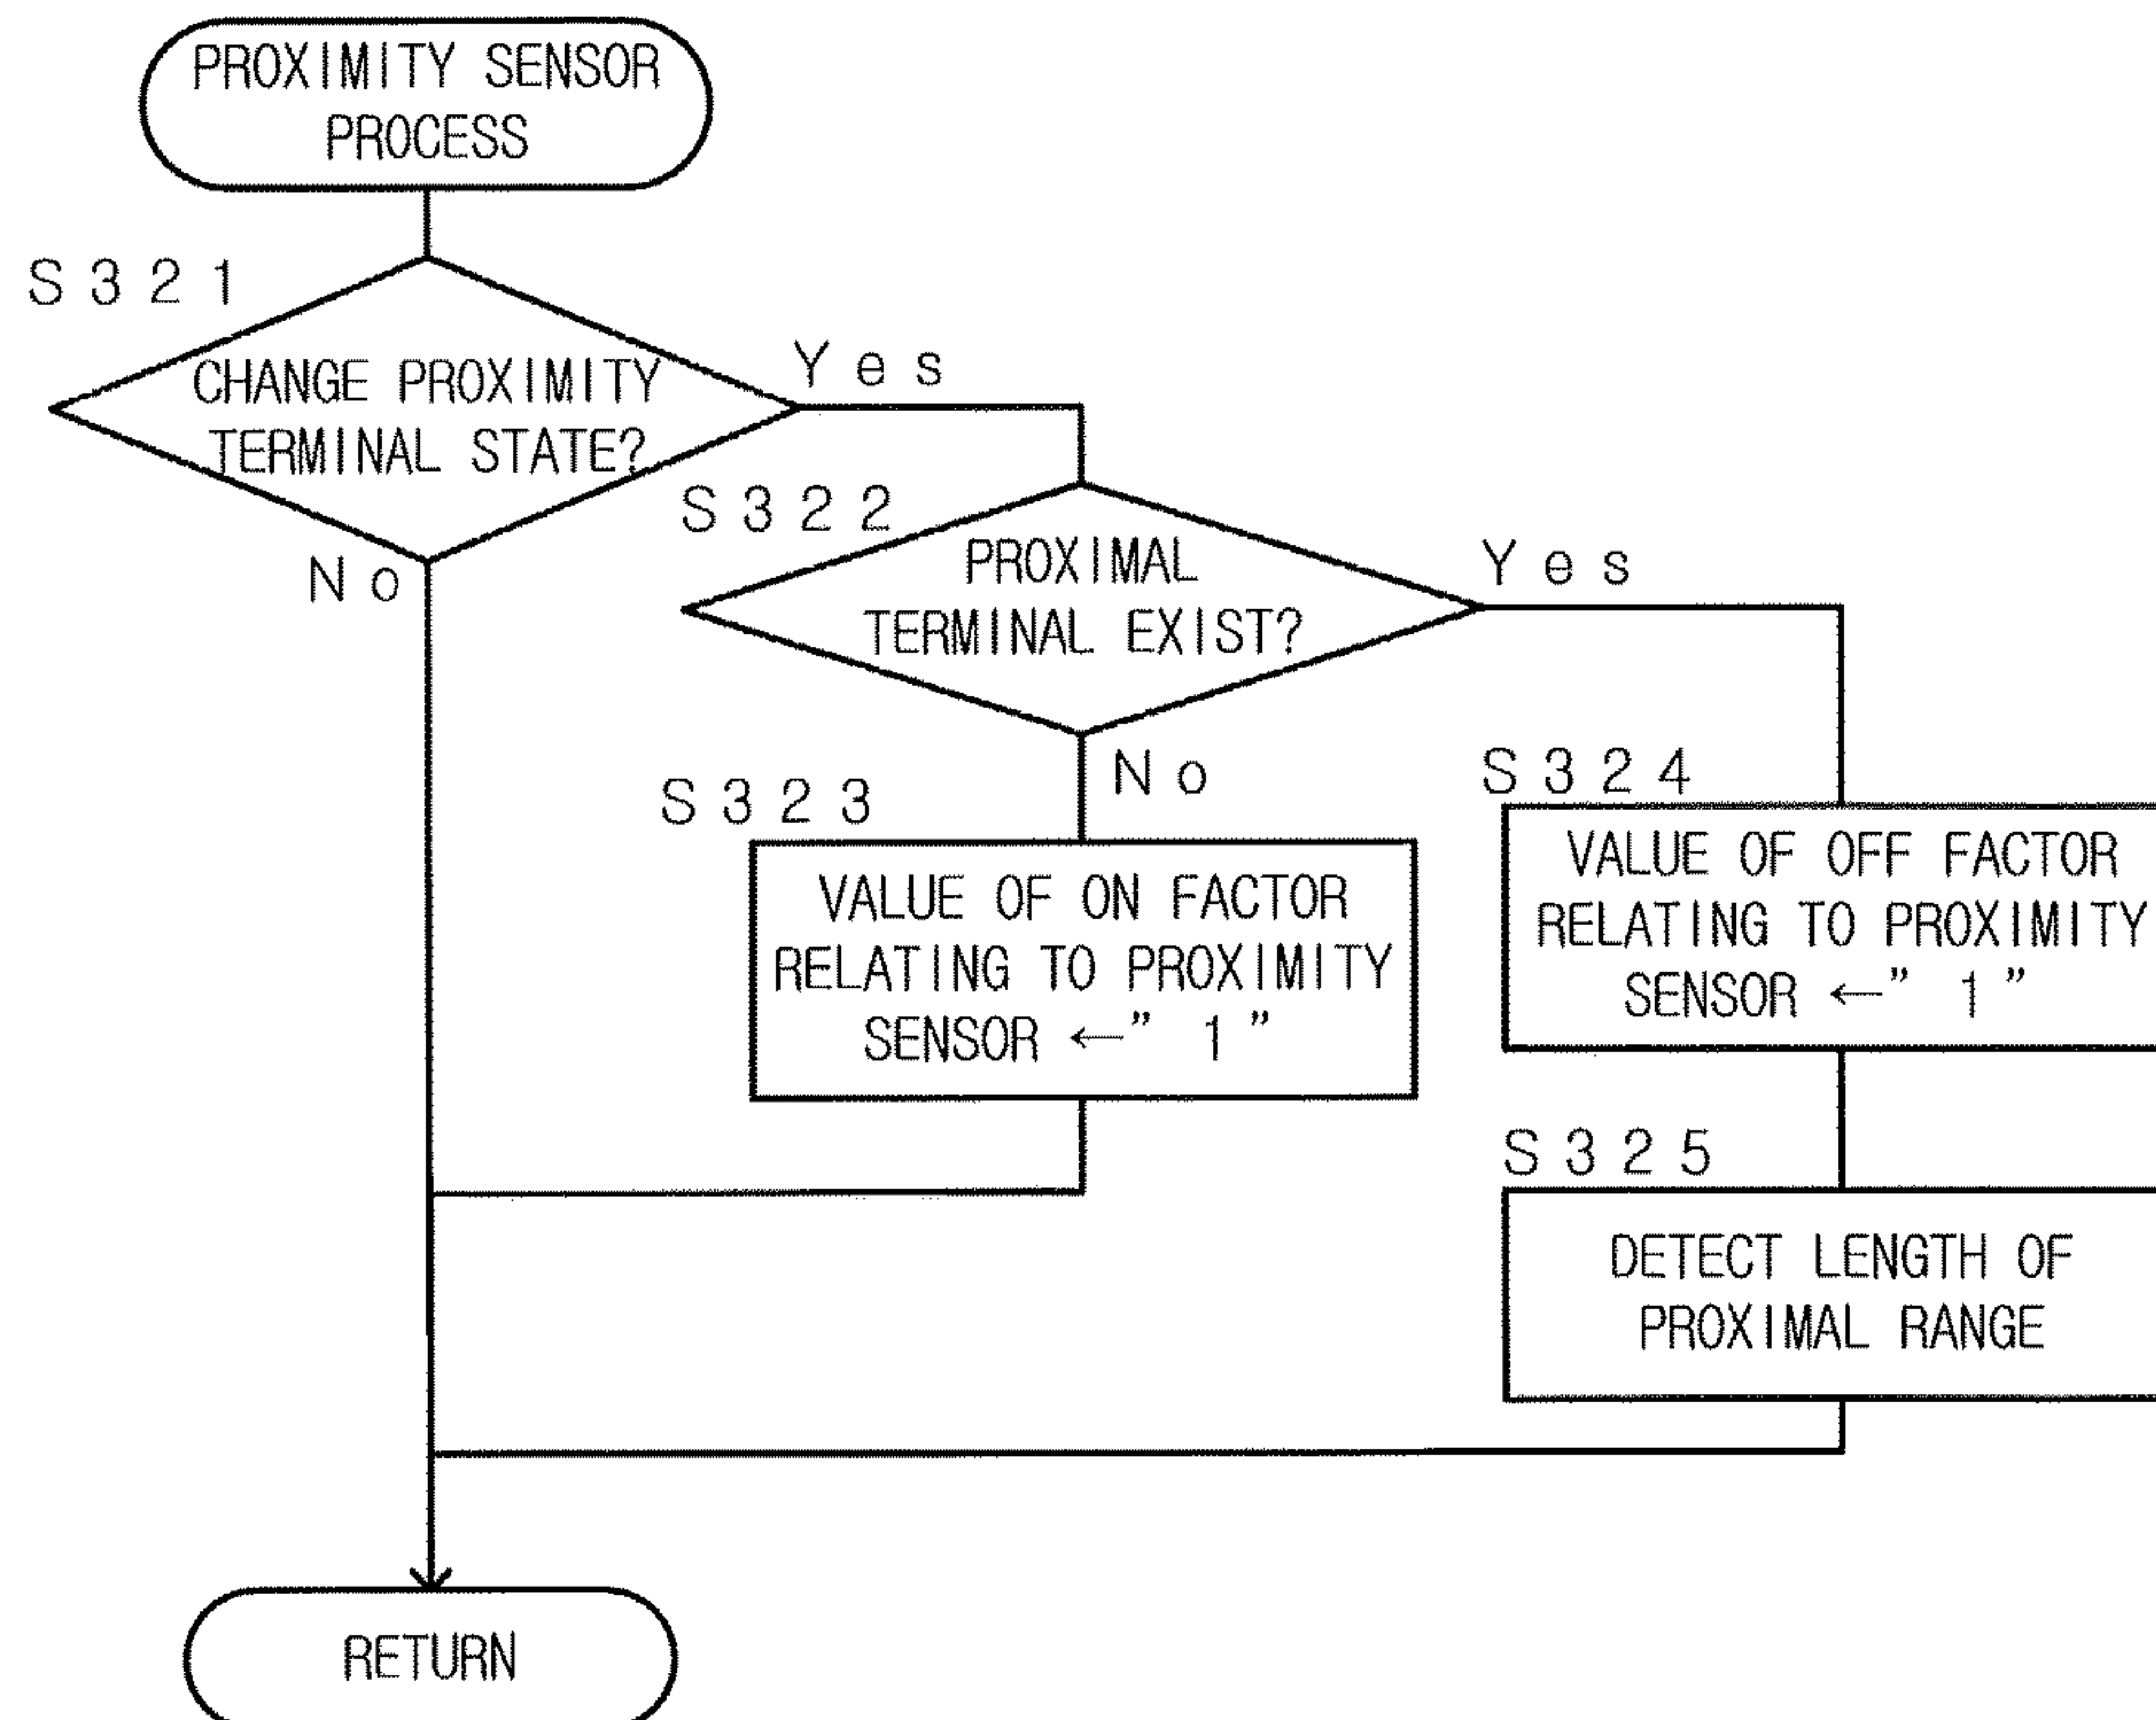 PROXIMITY SENSOR
PROCESS
S321
CHANGE PROXIMITY
TERMINAL STATE?
Yes
No
S322
PROXIMAL
TERMINAL EXIST?
Yes
No
S323
VALUE OF ON FACTOR
RELATING TO PROXIMITY
SENSOR ←" 1 "
S324
VALUE OF OFF FACTOR
RELATING TO PROXIMITY
SENSOR ←" 1 "
S325
DETECT LENGTH OF
PROXIMAL RANGE
RETURN